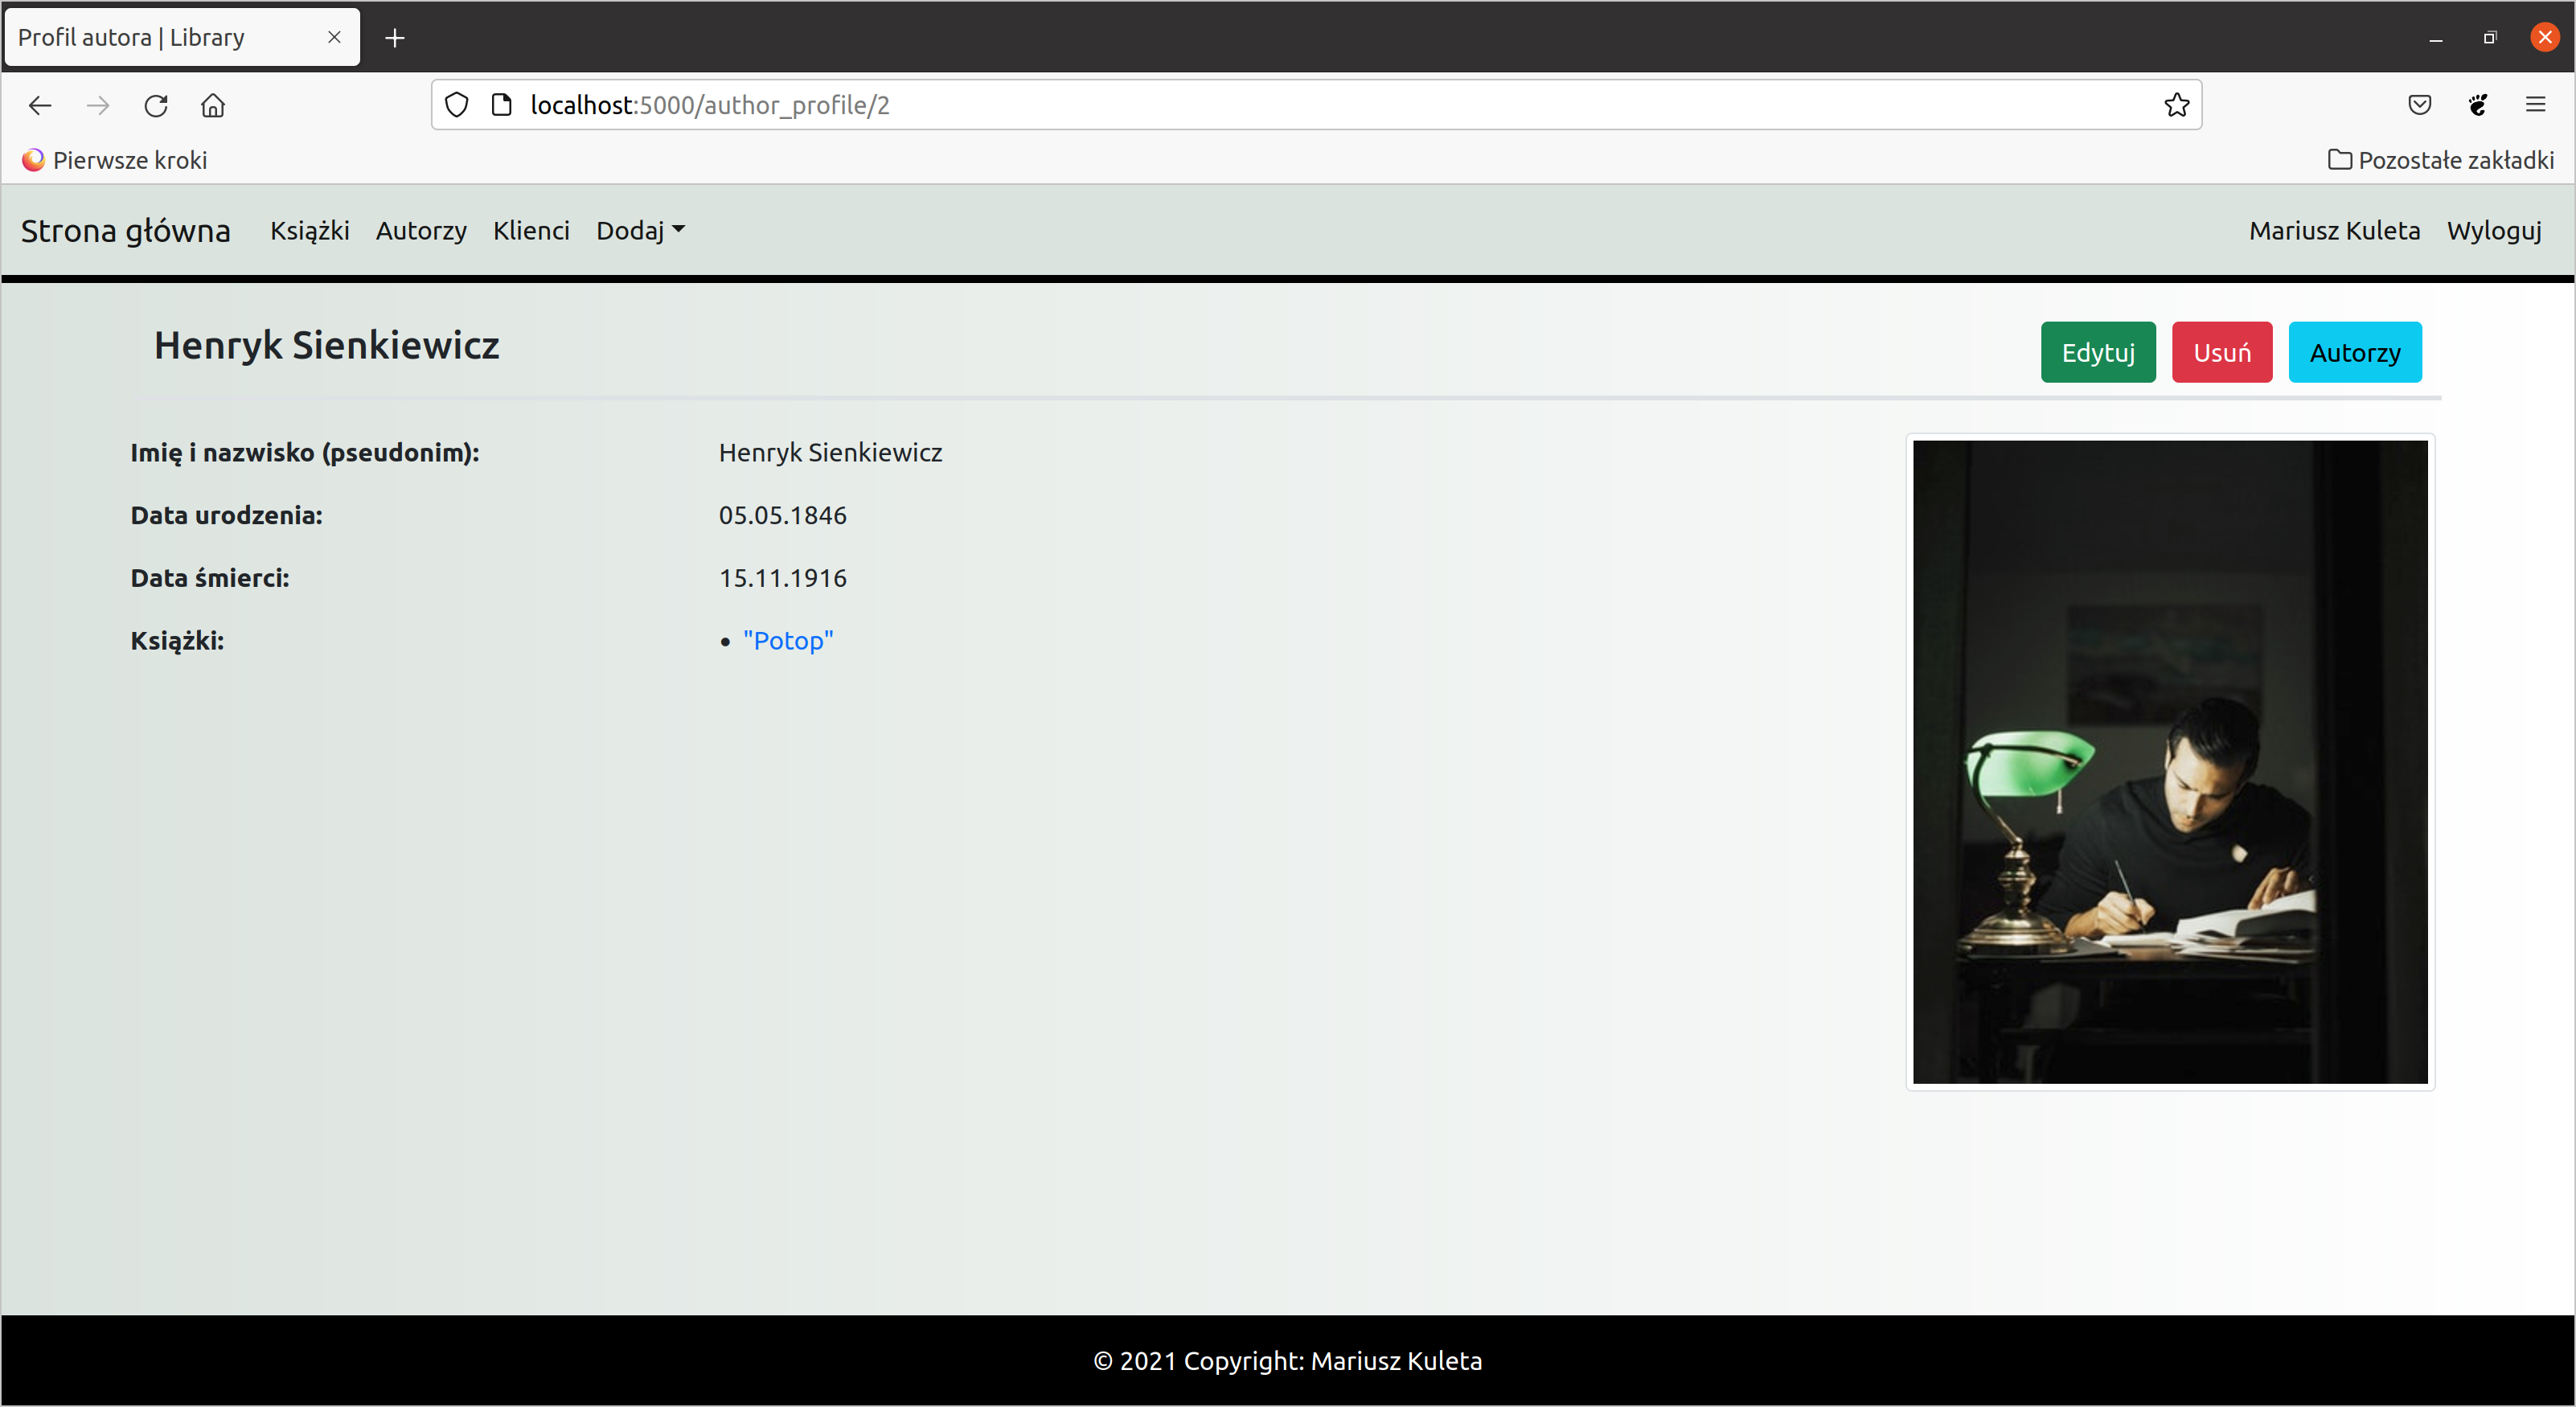 Profil autora | Library
localhost:5000/author_profile/2
Pierwsze kroki
Pozostałe zakładki
Strona główna Książki Autorzy Klienci Dodaj Mariusz Kuleta Wyloguj
Henryk Sienkiewicz
Edytuj Usuń Autorzy
Imię i nazwisko (pseudonim): Henryk Sienkiewicz
Data urodzenia: 05.05.1846
Data śmierci: 15.11.1916
Książki: • "Potop"
© 2021 Copyright: Mariusz Kuleta